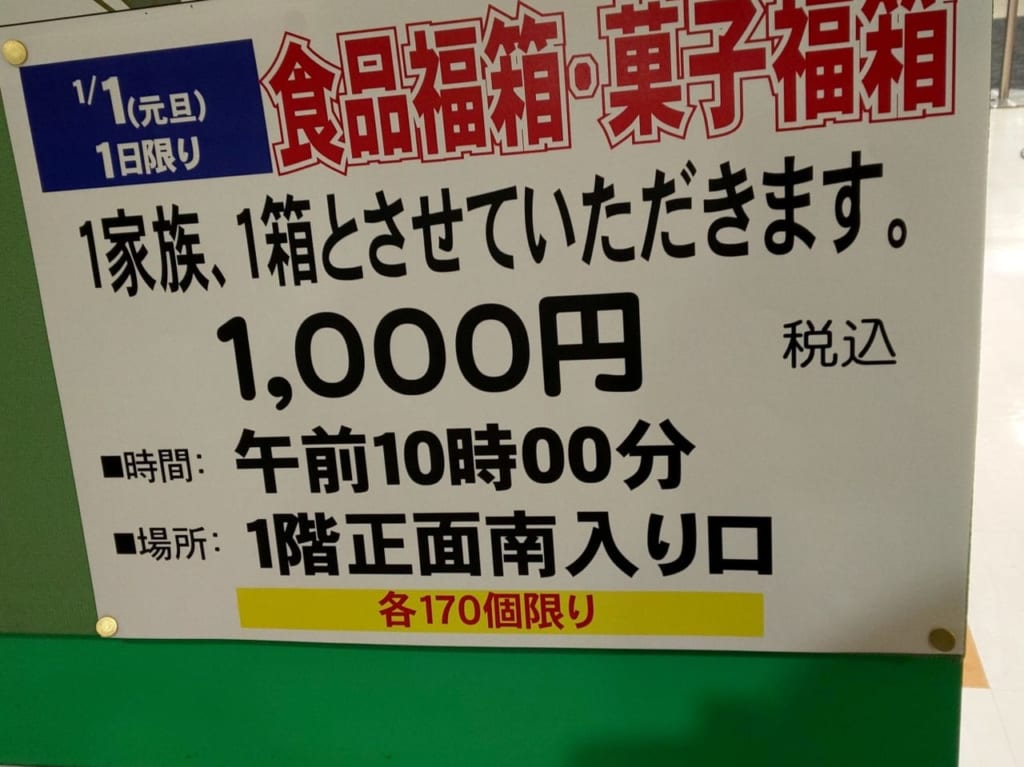 1/1(元旦)
1日限り
食品福箱・菓子福箱
1家族、1箱とさせていただきます。
1,000円 税込
■時間: 午前10時00分
■場所: 1階正面南入り口
各170個限り